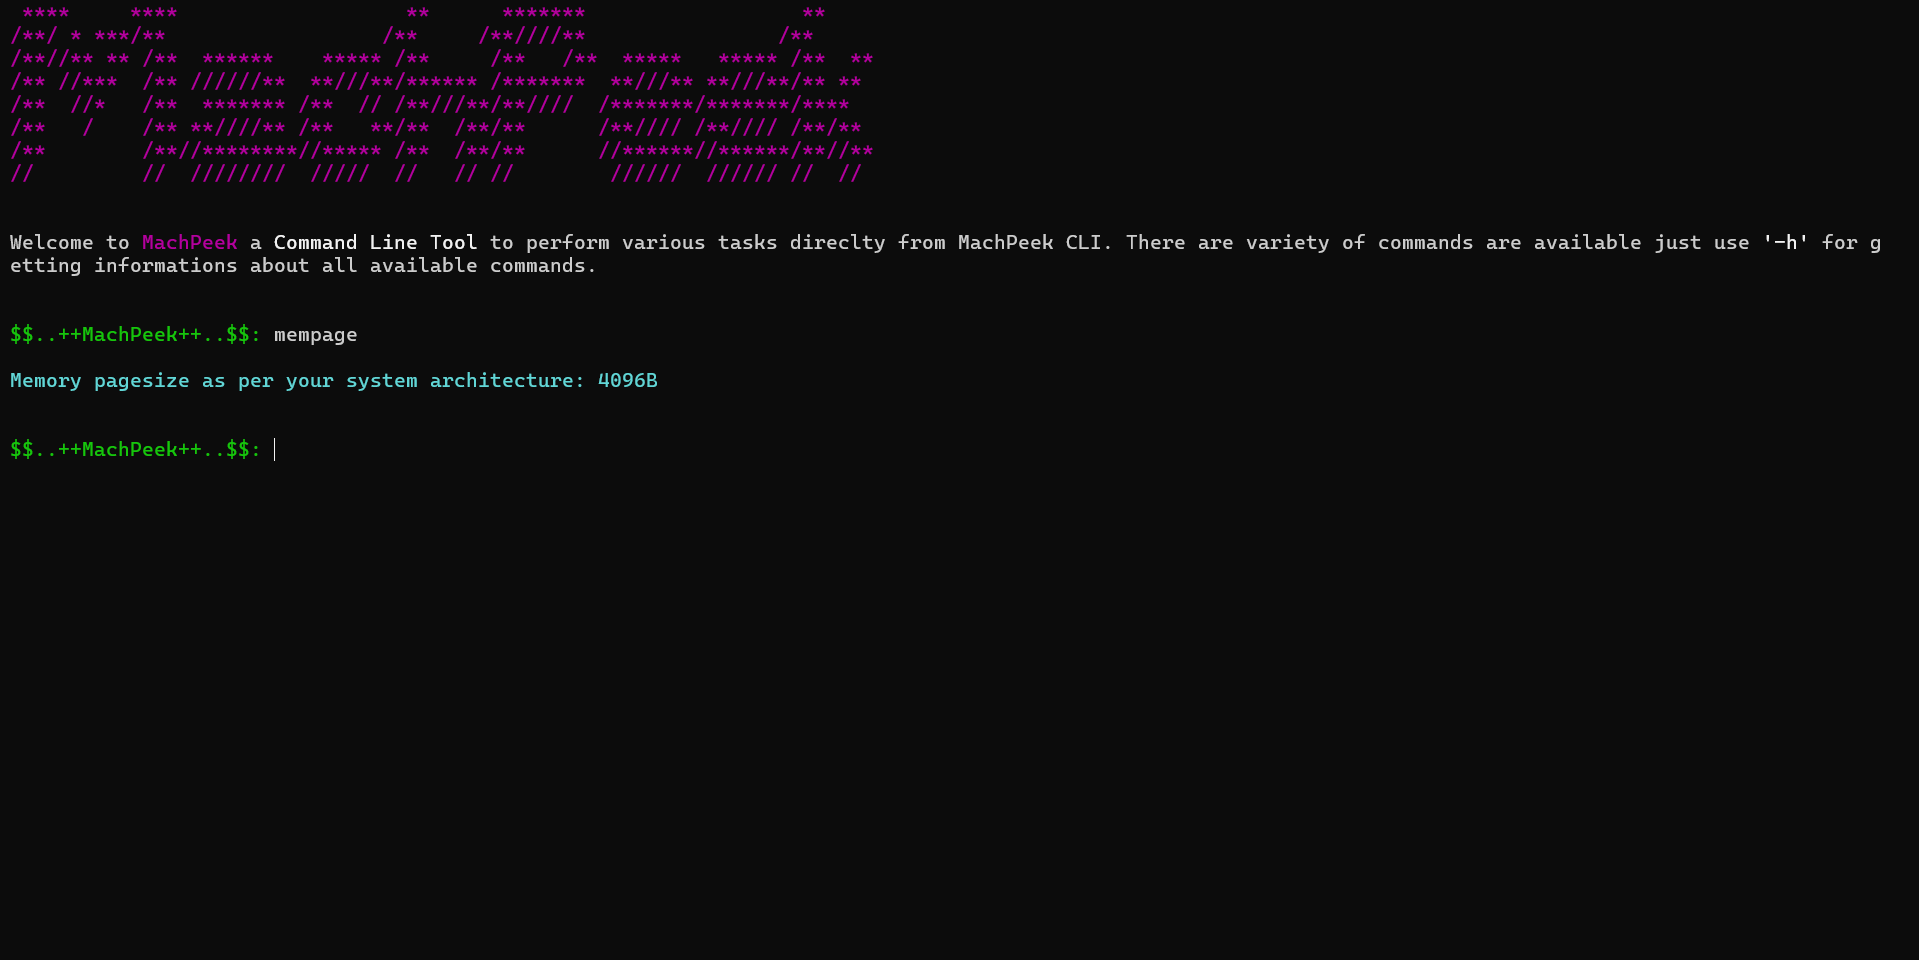 ****     ****                   **      *******                  **
/**/ * ***/**                  /**     /**////**                /**
/**//** ** /**  ******    ***** /**     /**   /**  *****   ***** /**  **
/** //***  /** //////**  **///**/****** /*******  **///** **///**/** **
/**  //*   /**  ******* /**  // /**///**/**////  /*******/*******/****
/**   /    /** **////** /**   **/**  /**/**      /**//// /**//// /**/**
/**        /**//********//***** /**  /**/**      //******//******/**//**
//         //  ////////  /////  //   // //        //////  ////// //  //
Welcome to MachPeek a Command Line Tool to perform various tasks direclty from MachPeek CLI. There are variety of commands are available just use '-h' for g
etting informations about all available commands.
$$..++MachPeek++..$$: mempage
Memory pagesize as per your system architecture: 4096B
$$..++MachPeek++..$$: